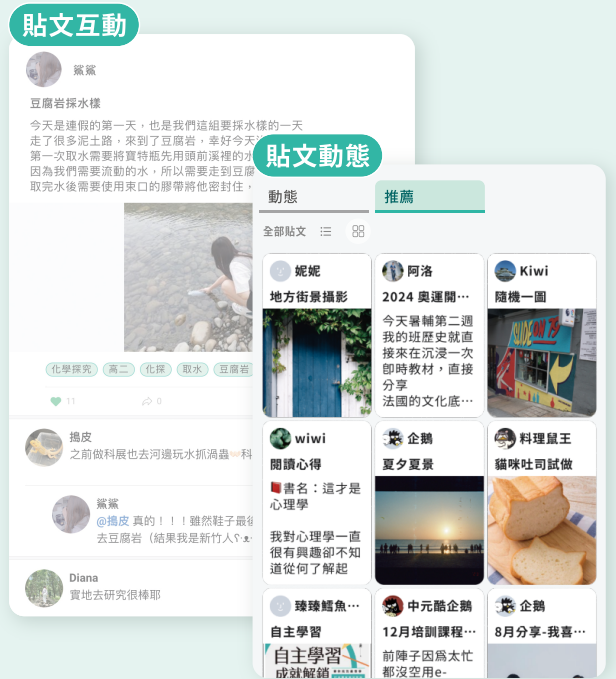 貼文互動
鯊鯊
豆腐岩採水樣
今天是連假的第一天，也是我們這組要採水樣的一天
走了很多泥土路，來到了豆腐岩，幸好今天
第一次取水需要將寶特瓶先用頭前溪裡的水
因為我們需要流動的水，所以需要走到豆腐
取完水後需要使用束口的膠帶將他密封住，
化學探究 高二 化探 取水 豆腐岩
11 0
搗皮
之前做科展也去河邊玩水抓渦蟲 科
鯊鯊
@搗皮 真的！！！雖然鞋子最後
去豆腐岩（結果我是新竹人
Diana
實地去研究很棒耶
貼文動態
動態 推薦
全部貼文
妮妮
地方街景攝影
阿洛
2024 奧運開…
今天暑輔第二週
我的班歷史就直
接來在沉浸一次
即時教材，直接
分享
法國的文化底…
Kiwi
隨機一圖
SLIDE ON 75
wiwi
閱讀心得
📕書名：這才是
心理學
我對心理學一直
很有興趣卻不知
道從何了解起
企鵝
夏夕夏景
料理鼠王
貓咪吐司試做
臻臻鱈魚…
自主學習
自主學習
成就解鎖
中元酷企鵝
12月培訓課程…
前陣子因為太忙
都沒空用e-
企鵝
8月分享-我喜…